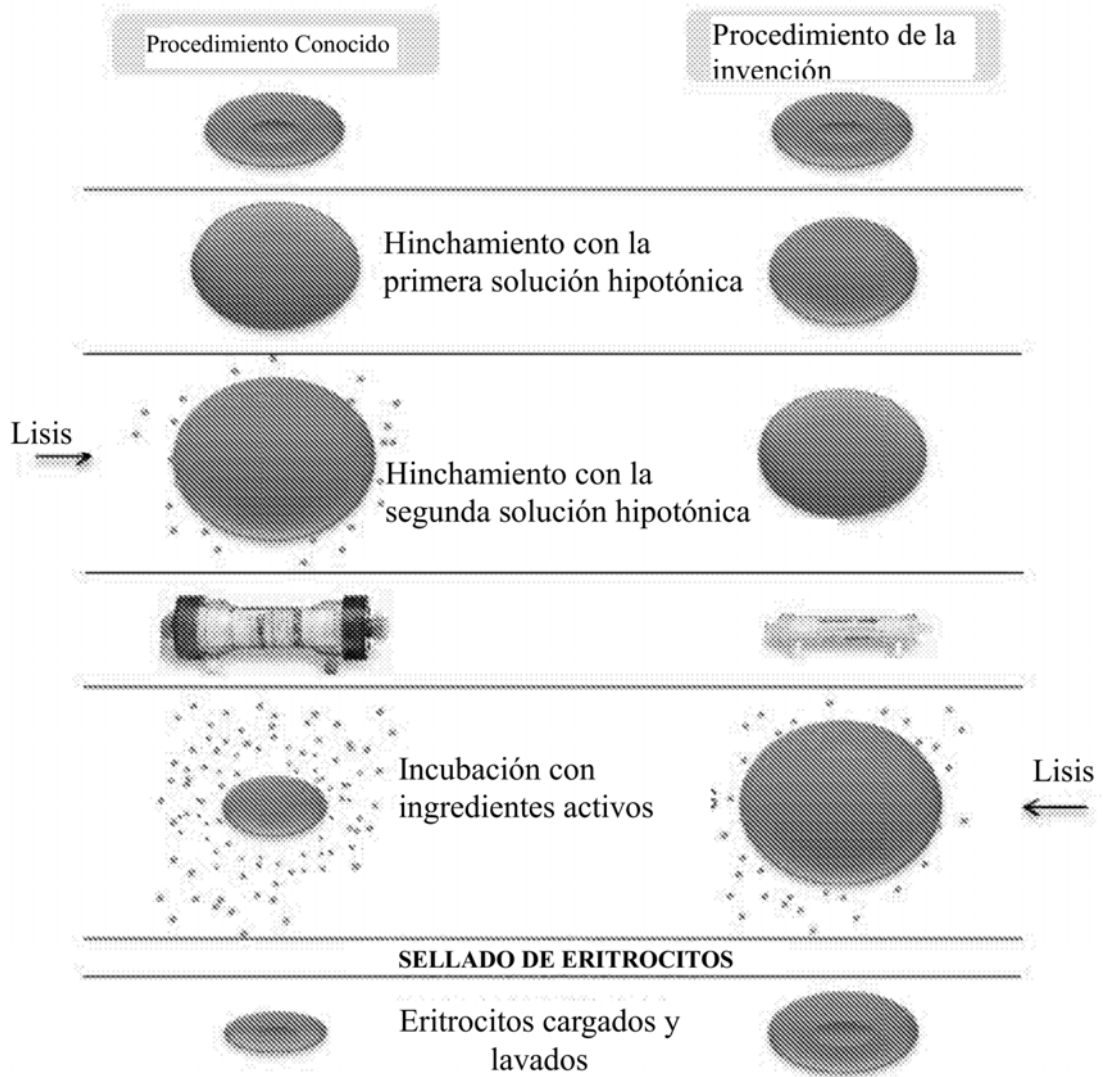 Procedimiento Conocido
Procedimiento de la
invención
Hinchamiento con la
primera solución hipotónica
Lisis
Hinchamiento con la
segunda solución hipotónica
Incubación con
ingredientes activos
Lisis
SELLADO DE ERITROCITOS
Eritrocitos cargados y
lavados